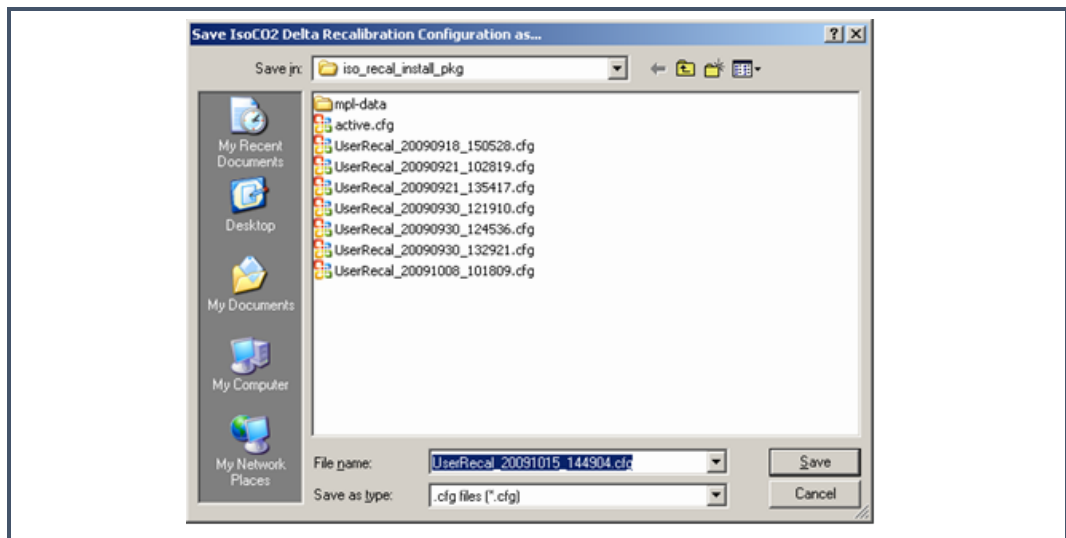 Save IsoCO2 Delta Recalibration Configuration as...
Save in:
iso_recal_install_pkg
My Recent
Documents
Desktop
My Documents
My Computer
My Network
Places
mpl-data
active.cfg
UserRecal_20090918_150528.cfg
UserRecal_20090921_102819.cfg
UserRecal_20090921_135417.cfg
UserRecal_20090930_121910.cfg
UserRecal_20090930_124536.cfg
UserRecal_20090930_132921.cfg
UserRecal_20091008_101809.cfg
File name:
UserRecal_20091015_144904.cfg
Save
Save as type:
.cfg files (*.cfg)
Cancel